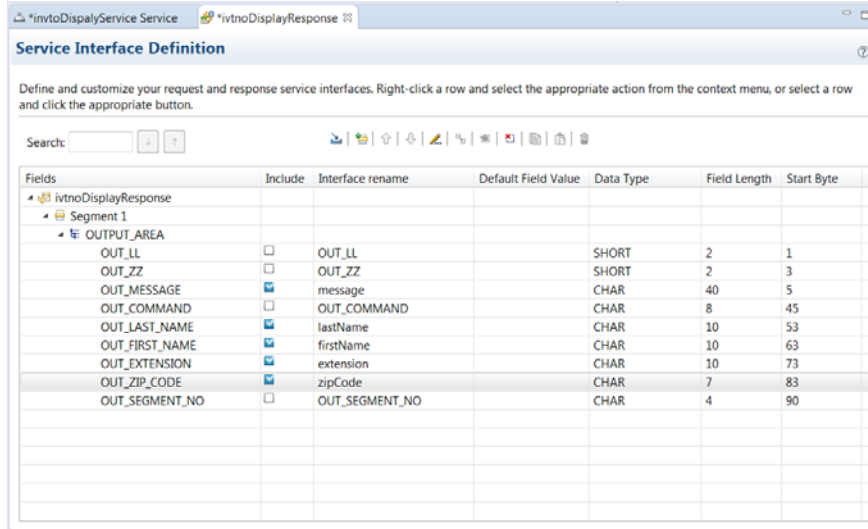 *invtoDispalyService Service *ivtnoDisplayResponse
Service Interface Definition
Define and customize your request and response service interfaces. Right-click a row and select the appropriate action from the context menu, or select a row
and click the appropriate button.
Search:
Fields Include Interface rename Default Field Value Data Type Field Length Start Byte
ivtnoDisplayResponse
Segment 1
OUTPUT_AREA
OUT_LL OUT_LL SHORT 2 1
OUT_ZZ OUT_ZZ SHORT 2 3
OUT_MESSAGE message CHAR 40 5
OUT_COMMAND OUT_COMMAND CHAR 8 45
OUT_LAST_NAME lastName CHAR 10 53
OUT_FIRST_NAME firstName CHAR 10 63
OUT_EXTENSION extension CHAR 10 73
OUT_ZIP_CODE zipCode CHAR 7 83
OUT_SEGMENT_NO OUT_SEGMENT_NO CHAR 4 90